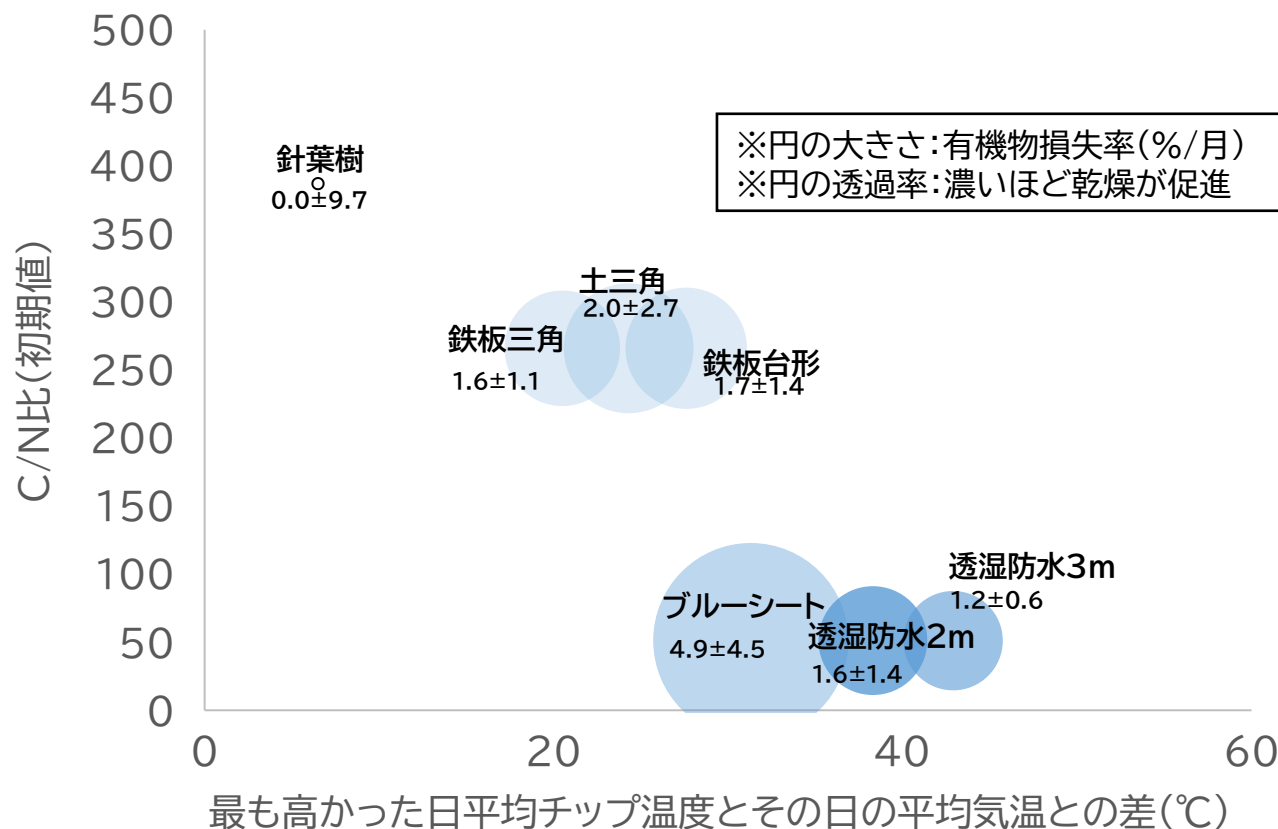 500
450
400
350
300
250
200
150
100
50
0
C/N比(初期値)
※円の大きさ:有機物損失率(%/月)
※円の透過率:濃いほど乾燥が促進
針葉樹
0.0±9.7
土三角
2.0±2.7
鉄板三角
1.6±1.1
鉄板台形
1.7±1.4
透湿防水3m
1.2±0.6
ブルーシート
4.9±4.5
透湿防水2m
1.6±1.4
0
20
40
60
最も高かった日平均チップ温度とその日の平均気温との差(℃)